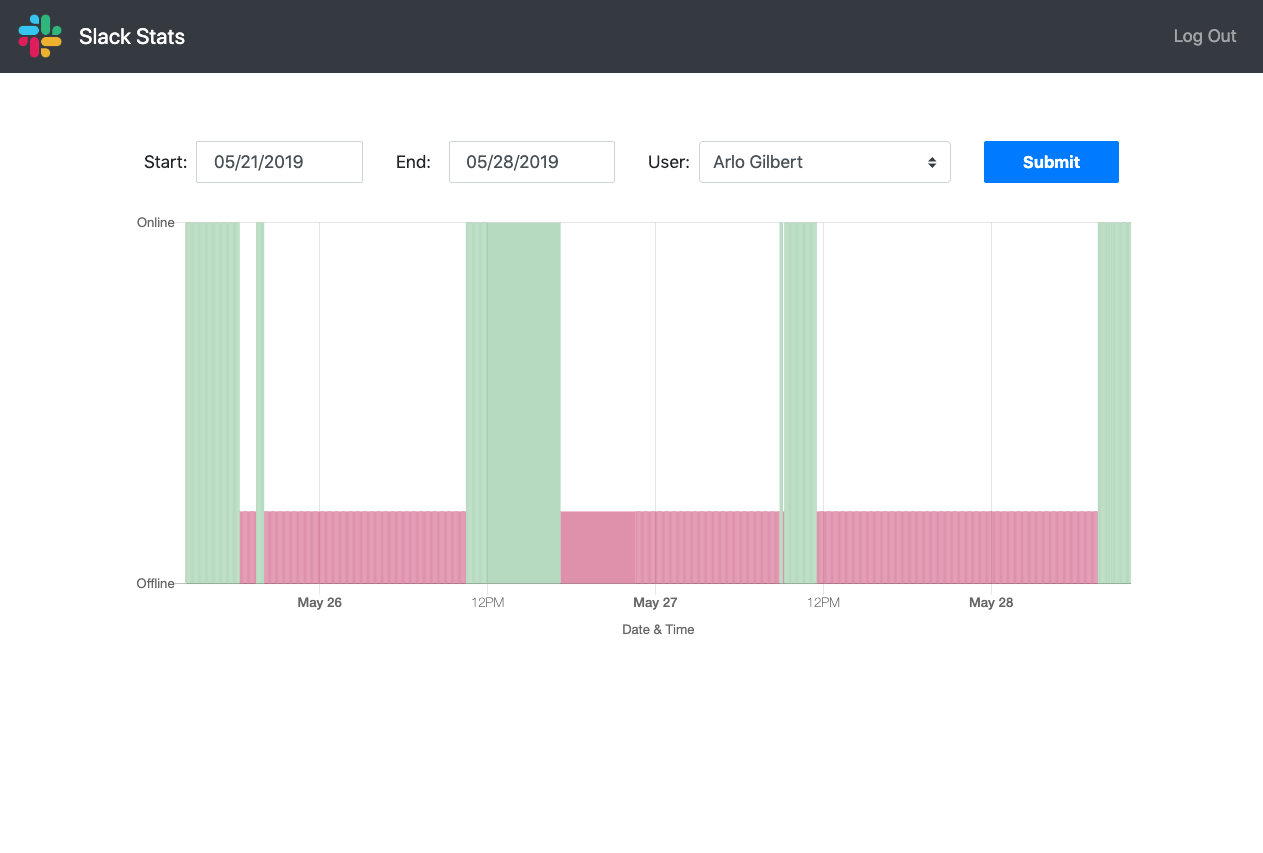 Slack Stats
Log Out
Start: 05/21/2019 End: 05/28/2019 User: Arlo Gilbert Submit
Online
Offline
May 26 12PM May 27 12PM May 28
Date & Time